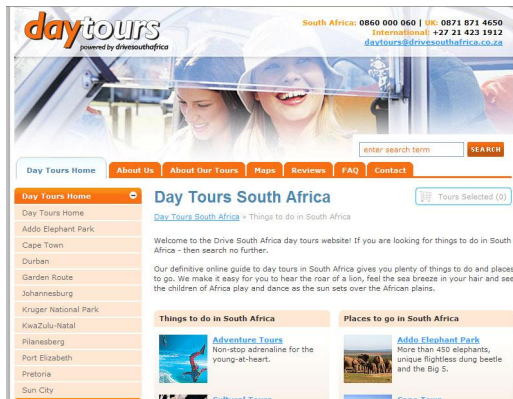 daytours
powered by drivesouthafrica
South Africa: 0860 000 060 | UK: 0871 871 4650
International: +27 21 423 1912
daytours@drivesouthafrica.co.za
enter search term SEARCH
Day Tours Home About Us About Our Tours Maps Reviews FAQ Contact
Day Tours Home
Day Tours Home
Addo Elephant Park
Cape Town
Durban
Garden Route
Johannesburg
Kruger National Park
KwaZulu-Natal
Pilanesberg
Port Elizabeth
Pretoria
Sun City
Day Tours South Africa
Tours Selected (0)
Day Tours South Africa » Things to do in South Africa
Welcome to the Drive South Africa day tours website! If you are looking for things to do in South
Africa - then search no further.
Our definitive online guide to day tours in South Africa gives you plenty of things to do and places
to go. We make it easy for you to hear the roar of a lion, feel the sea breeze in your hair and see
the children of Africa play and dance as the sun sets over the African plains.
Things to do in South Africa
Adventure Tours
Non-stop adrenaline for the
young-at-heart.
Places to go in South Africa
Addo Elephant Park
More than 450 elephants,
unique flightless dung beetle
and the Big 5.